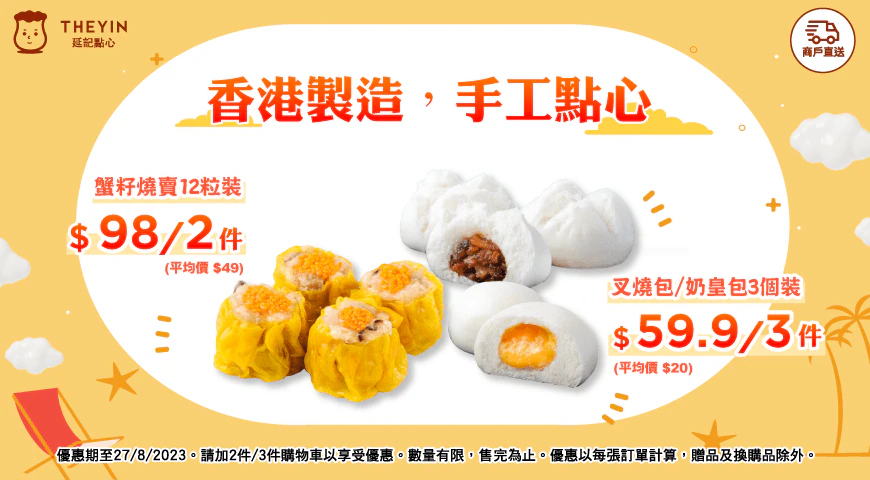 THEYIN
延記點心
商戶直送
香港製造，手工點心
蟹籽燒賣12粒裝
$98/2件
(平均價 $49)
叉燒包/奶皇包3個裝
$59.9/3件
(平均價 $20)
優惠期至27/8/2023。請加2件/3件購物車以享受優惠。數量有限，售完為止。優惠以每張訂單計算，贈品及換購品除外。